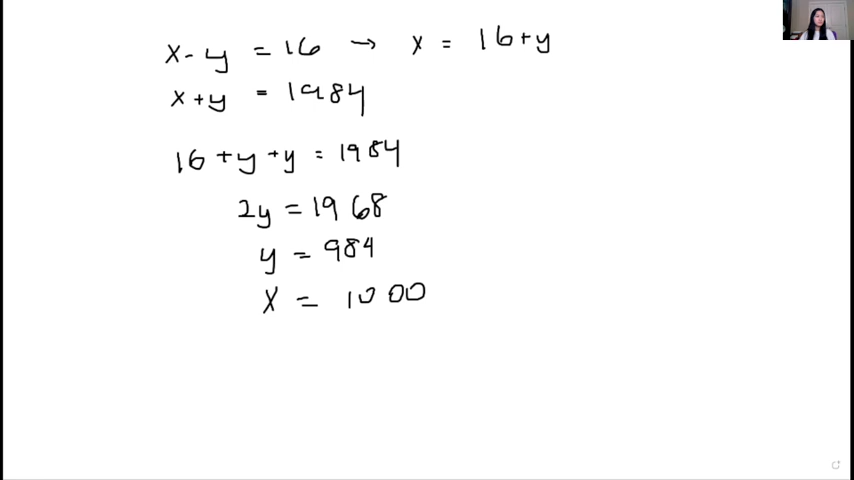 x - y = 16 → x = 16 + y
x + y = 1984
16 + y + y = 1984
2y = 1968
y = 984
x = 1000